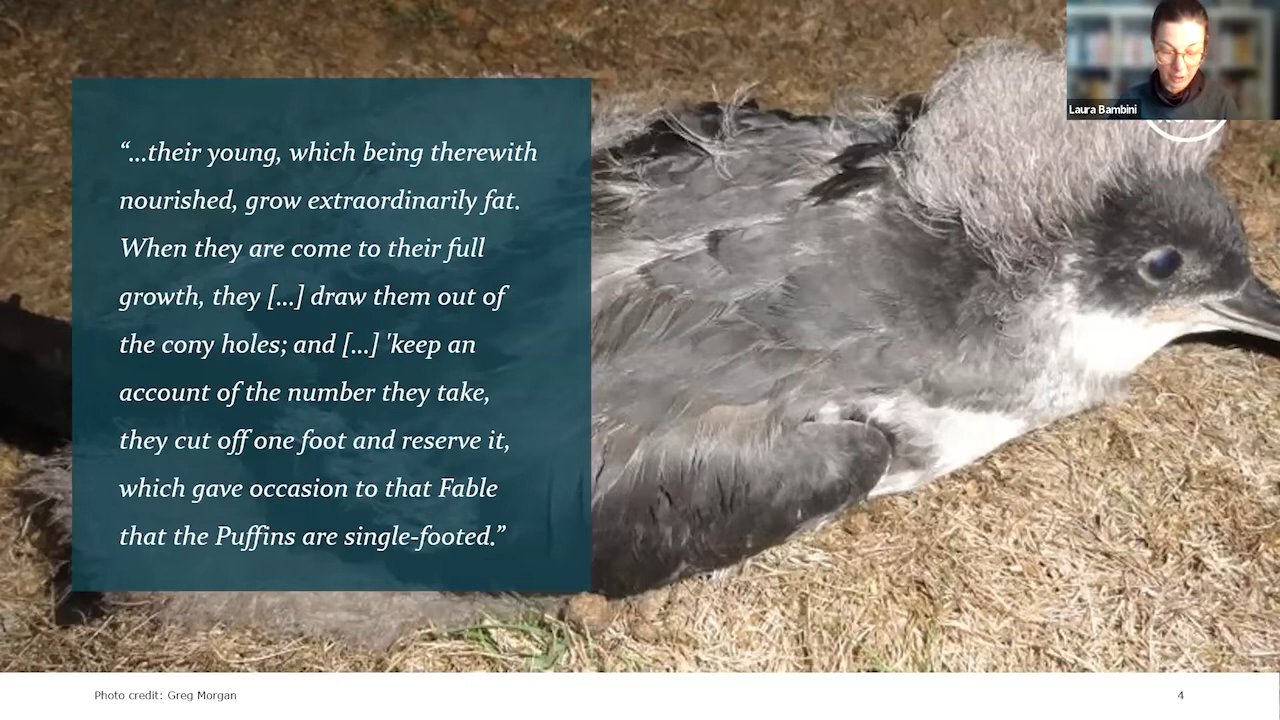 Laura Bambini
“...their young, which being therewith
nourished, grow extraordinarily fat.
When they are come to their full
growth, they [...] draw them out of
the cony holes; and [...] 'keep an
account of the number they take,
they cut off one foot and reserve it,
which gave occasion to that Fable
that the Puffins are single-footed.”
Photo credit: Greg Morgan
4